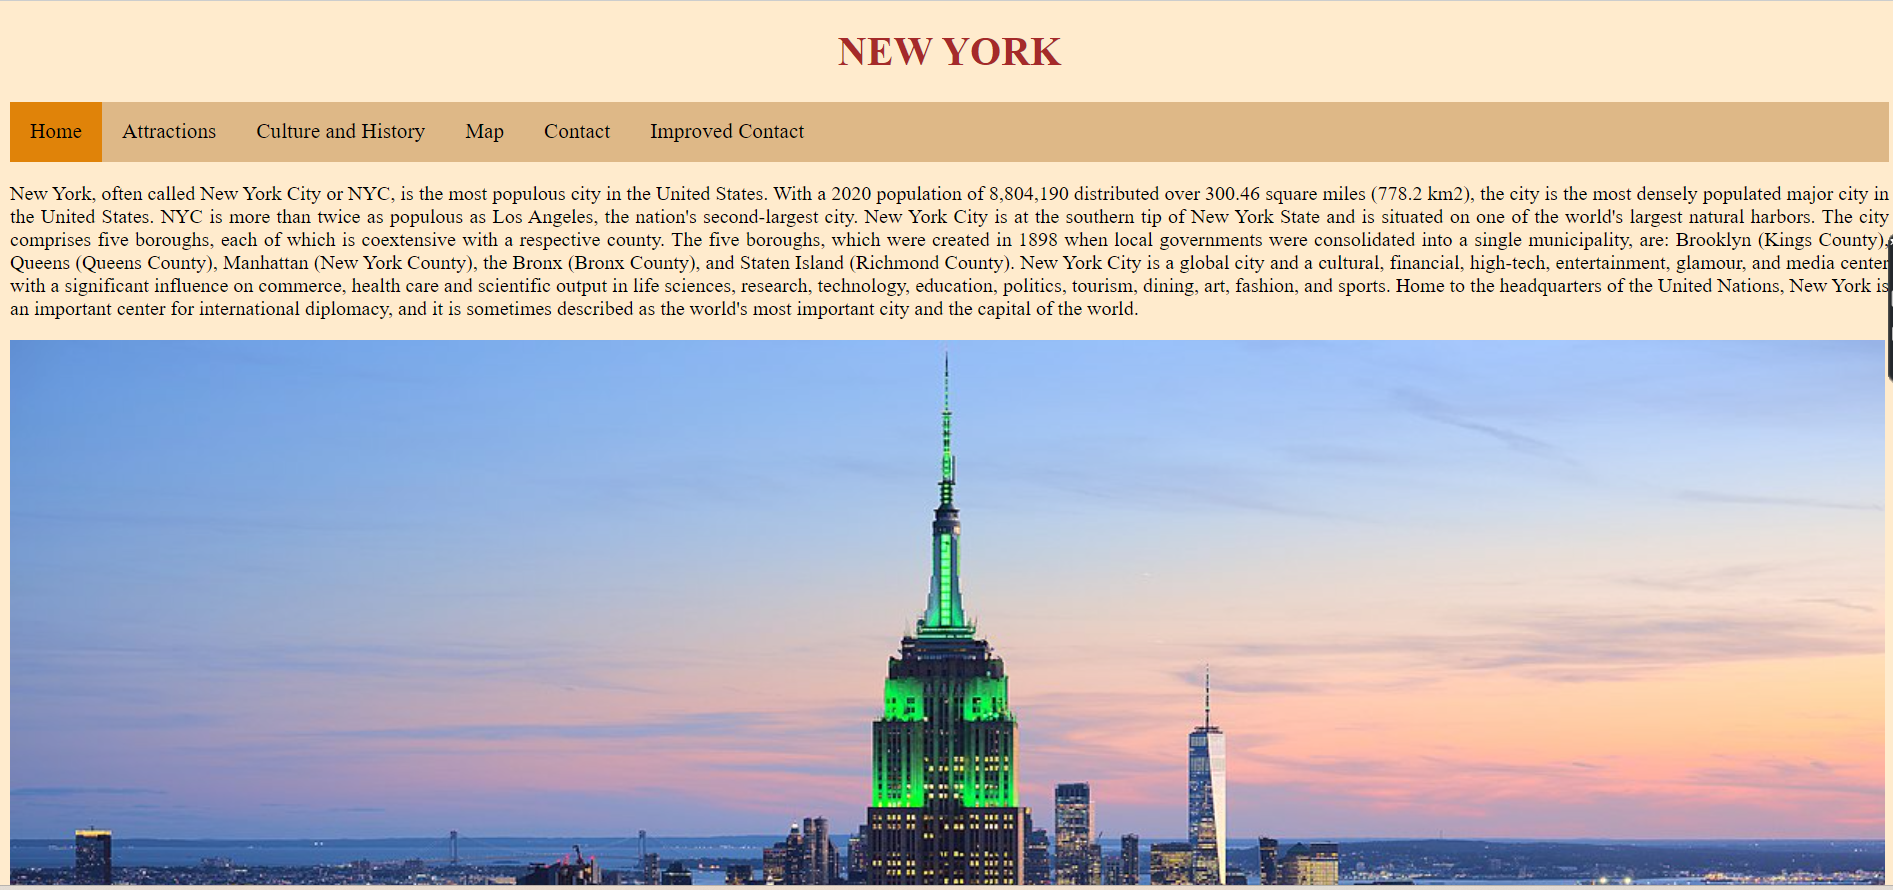 NEW YORK
Home Attractions Culture and History Map Contact Improved Contact
New York, often called New York City or NYC, is the most populous city in the United States. With a 2020 population of 8,804,190 distributed over 300.46 square miles (778.2 km2), the city is the most densely populated major city in
the United States. NYC is more than twice as populous as Los Angeles, the nation's second-largest city. New York City is at the southern tip of New York State and is situated on one of the world's largest natural harbors. The city
comprises five boroughs, each of which is coextensive with a respective county. The five boroughs, which were created in 1898 when local governments were consolidated into a single municipality, are: Brooklyn (Kings County),
Queens (Queens County), Manhattan (New York County), the Bronx (Bronx County), and Staten Island (Richmond County). New York City is a global city and a cultural, financial, high-tech, entertainment, glamour, and media center
with a significant influence on commerce, health care and scientific output in life sciences, research, technology, education, politics, tourism, dining, art, fashion, and sports. Home to the headquarters of the United Nations, New York is
an important center for international diplomacy, and it is sometimes described as the world's most important city and the capital of the world.